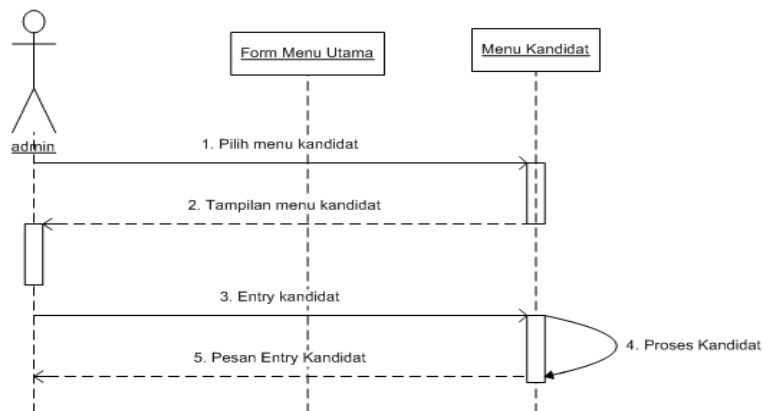 Form Menu Utama
Menu Kandidat
admin
1. Pilih menu kandidat
2. Tampilan menu kandidat
3. Entry kandidat
4. Proses Kandidat
5. Pesan Entry Kandidat